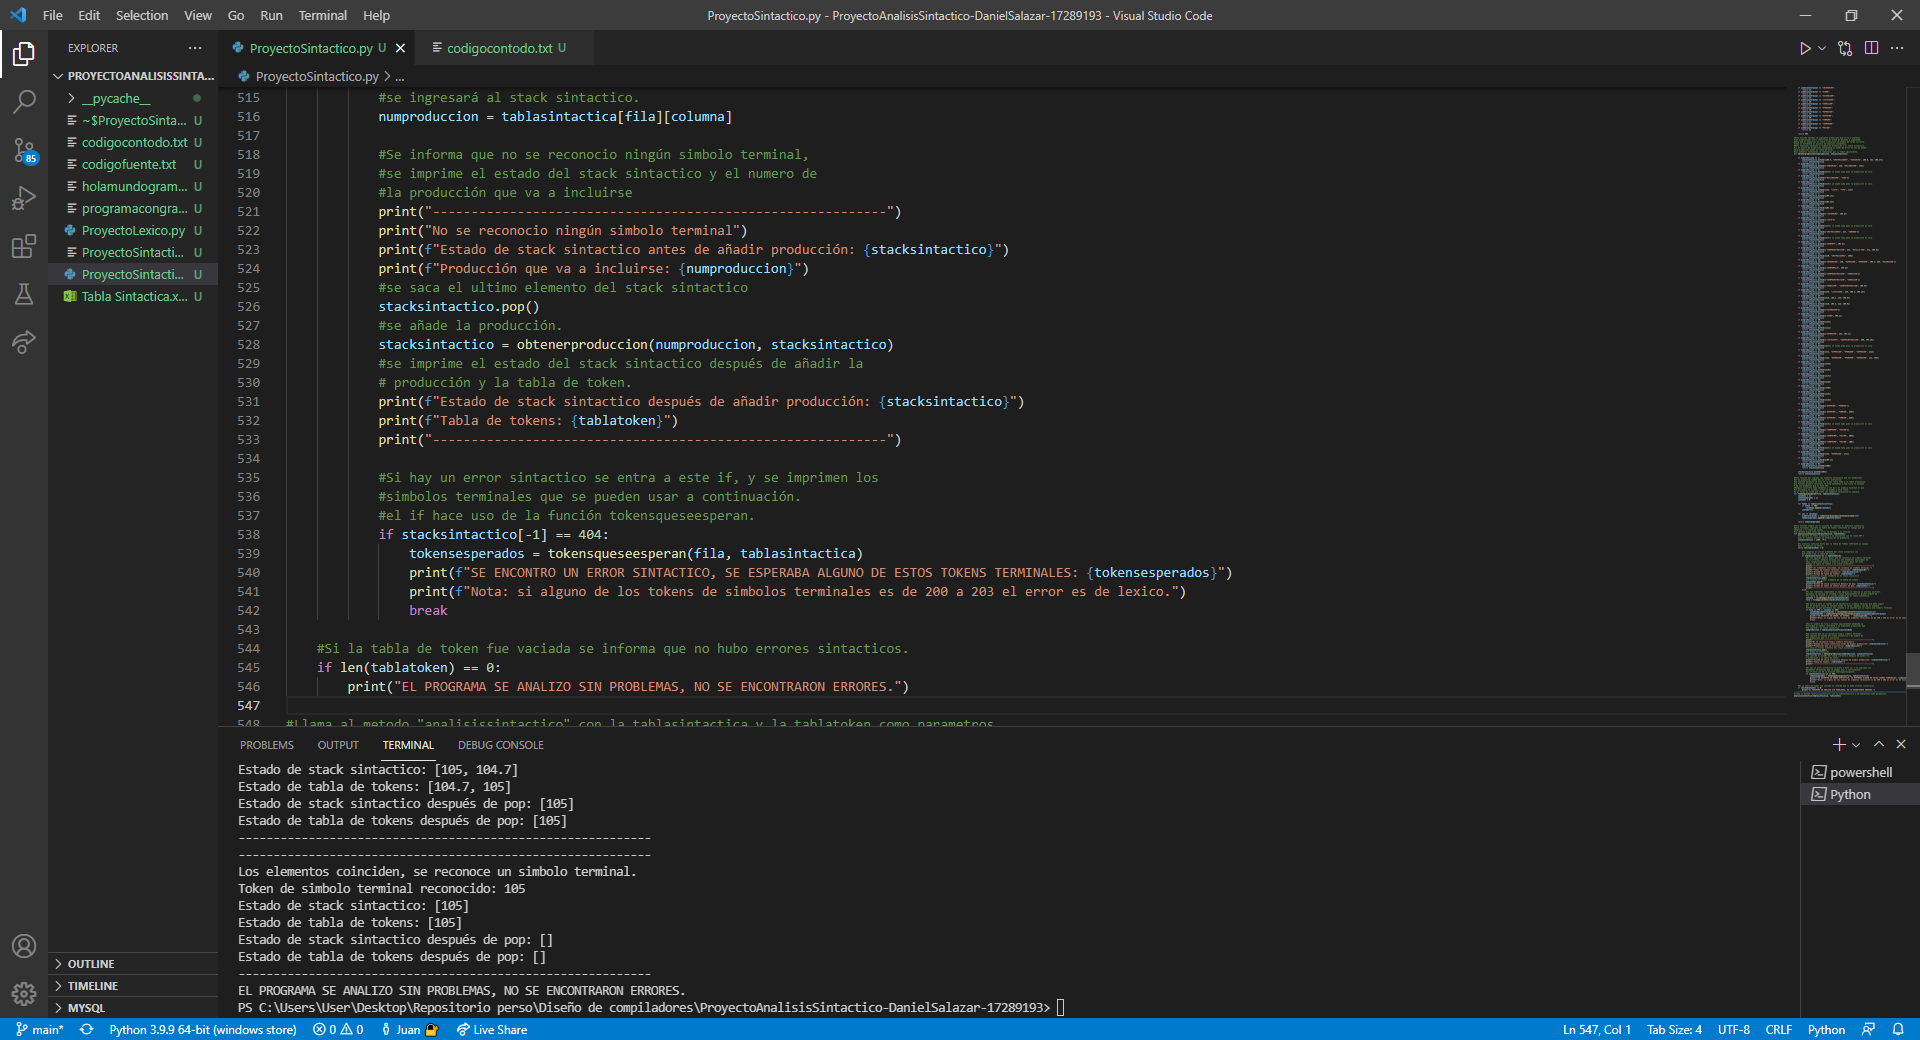 File Edit Selection View Go Run Terminal Help
ProyectoSintactico.py - ProyectoAnalisisSintactico-DanielSalazar-17289193 - Visual Studio Code
EXPLORER
PROYECTOANALISISSINTA...
__pycache__
~$ProyectoSinta... U
codigocontodo.txt U
codigofuente.txt U
holamundogram... U
programacongra... U
ProyectoLexico.py U
ProyectoSintacti... U
ProyectoSintacti... U
Tabla Sintactica.x... U
85
OUTLINE
TIMELINE
MYSQL
ProyectoSintactico.py U
codigocontodo.txt U
ProyectoSintactico.py > ...
515 #se ingresará al stack sintactico.
516 numproduccion = tablasintactica[fila][columna]
517
518 #Se informa que no se reconocio ningún simbolo terminal,
519 #se imprime el estado del stack sintactico y el numero de
520 #la producción que va a incluirse
521 print("-----------------------------------------------------------")
522 print("No se reconocio ningún simbolo terminal")
523 print(f"Estado de stack sintactico antes de añadir producción: {stacksintactico}")
524 print(f"Producción que va a incluirse: {numproduccion}")
525 #se saca el ultimo elemento del stack sintactico
526 stacksintactico.pop()
527 #se añade la producción.
528 stacksintactico = obtenerproduccion(numproduccion, stacksintactico)
529 #se imprime el estado del stack sintactico después de añadir la
530 # producción y la tabla de token.
531 print(f"Estado de stack sintactico después de añadir producción: {stacksintactico}")
532 print(f"Tabla de tokens: {tablatoken}")
533 print("-----------------------------------------------------------")
534
535 #Si hay un error sintactico se entra a este if, y se imprimen los
536 #simbolos terminales que se pueden usar a continuación.
537 #el if hace uso de la función tokensqueseesperan.
538 if stacksintactico[-1] == 404:
539 tokensesperados = tokensqueseesperan(fila, tablasintactica)
540 print(f"SE ENCONTRO UN ERROR SINTACTICO, SE ESPERABA ALGUNO DE ESTOS TOKENS TERMINALES: {tokensesperados}")
541 print(f"Nota: si alguno de los tokens de simbolos terminales es de 200 a 203 el error es de lexico.")
542 break
543
544 #Si la tabla de token fue vaciada se informa que no hubo errores sintacticos.
545 if len(tablatoken) == 0:
546 print("EL PROGRAMA SE ANALIZO SIN PROBLEMAS, NO SE ENCONTRARON ERRORES.")
547
548 #Llama al metodo "analisissintactico" con la tablasintactica y la tablatoken como parametros
PROBLEMS OUTPUT TERMINAL DEBUG CONSOLE
Estado de stack sintactico: [105, 104.7]
Estado de tabla de tokens: [104.7, 105]
Estado de stack sintactico después de pop: [105]
Estado de tabla de tokens después de pop: [105]
-----------------------------------------------------------
-----------------------------------------------------------
Los elementos coinciden, se reconoce un simbolo terminal.
Token de simbolo terminal reconocido: 105
Estado de stack sintactico: [105]
Estado de tabla de tokens: [105]
Estado de stack sintactico después de pop: []
Estado de tabla de tokens después de pop: []
-----------------------------------------------------------
EL PROGRAMA SE ANALIZO SIN PROBLEMAS, NO SE ENCONTRARON ERRORES.
PS C:\Users\User\Desktop\Repositorio perso\Diseño de compiladores\ProyectoAnalisisSintactico-DanielSalazar-17289193>
powershell
Python
main* Python 3.9.9 64-bit (windows store) 0 0 Juan Live Share
Ln 547, Col 1 Tab Size: 4 UTF-8 CRLF Python